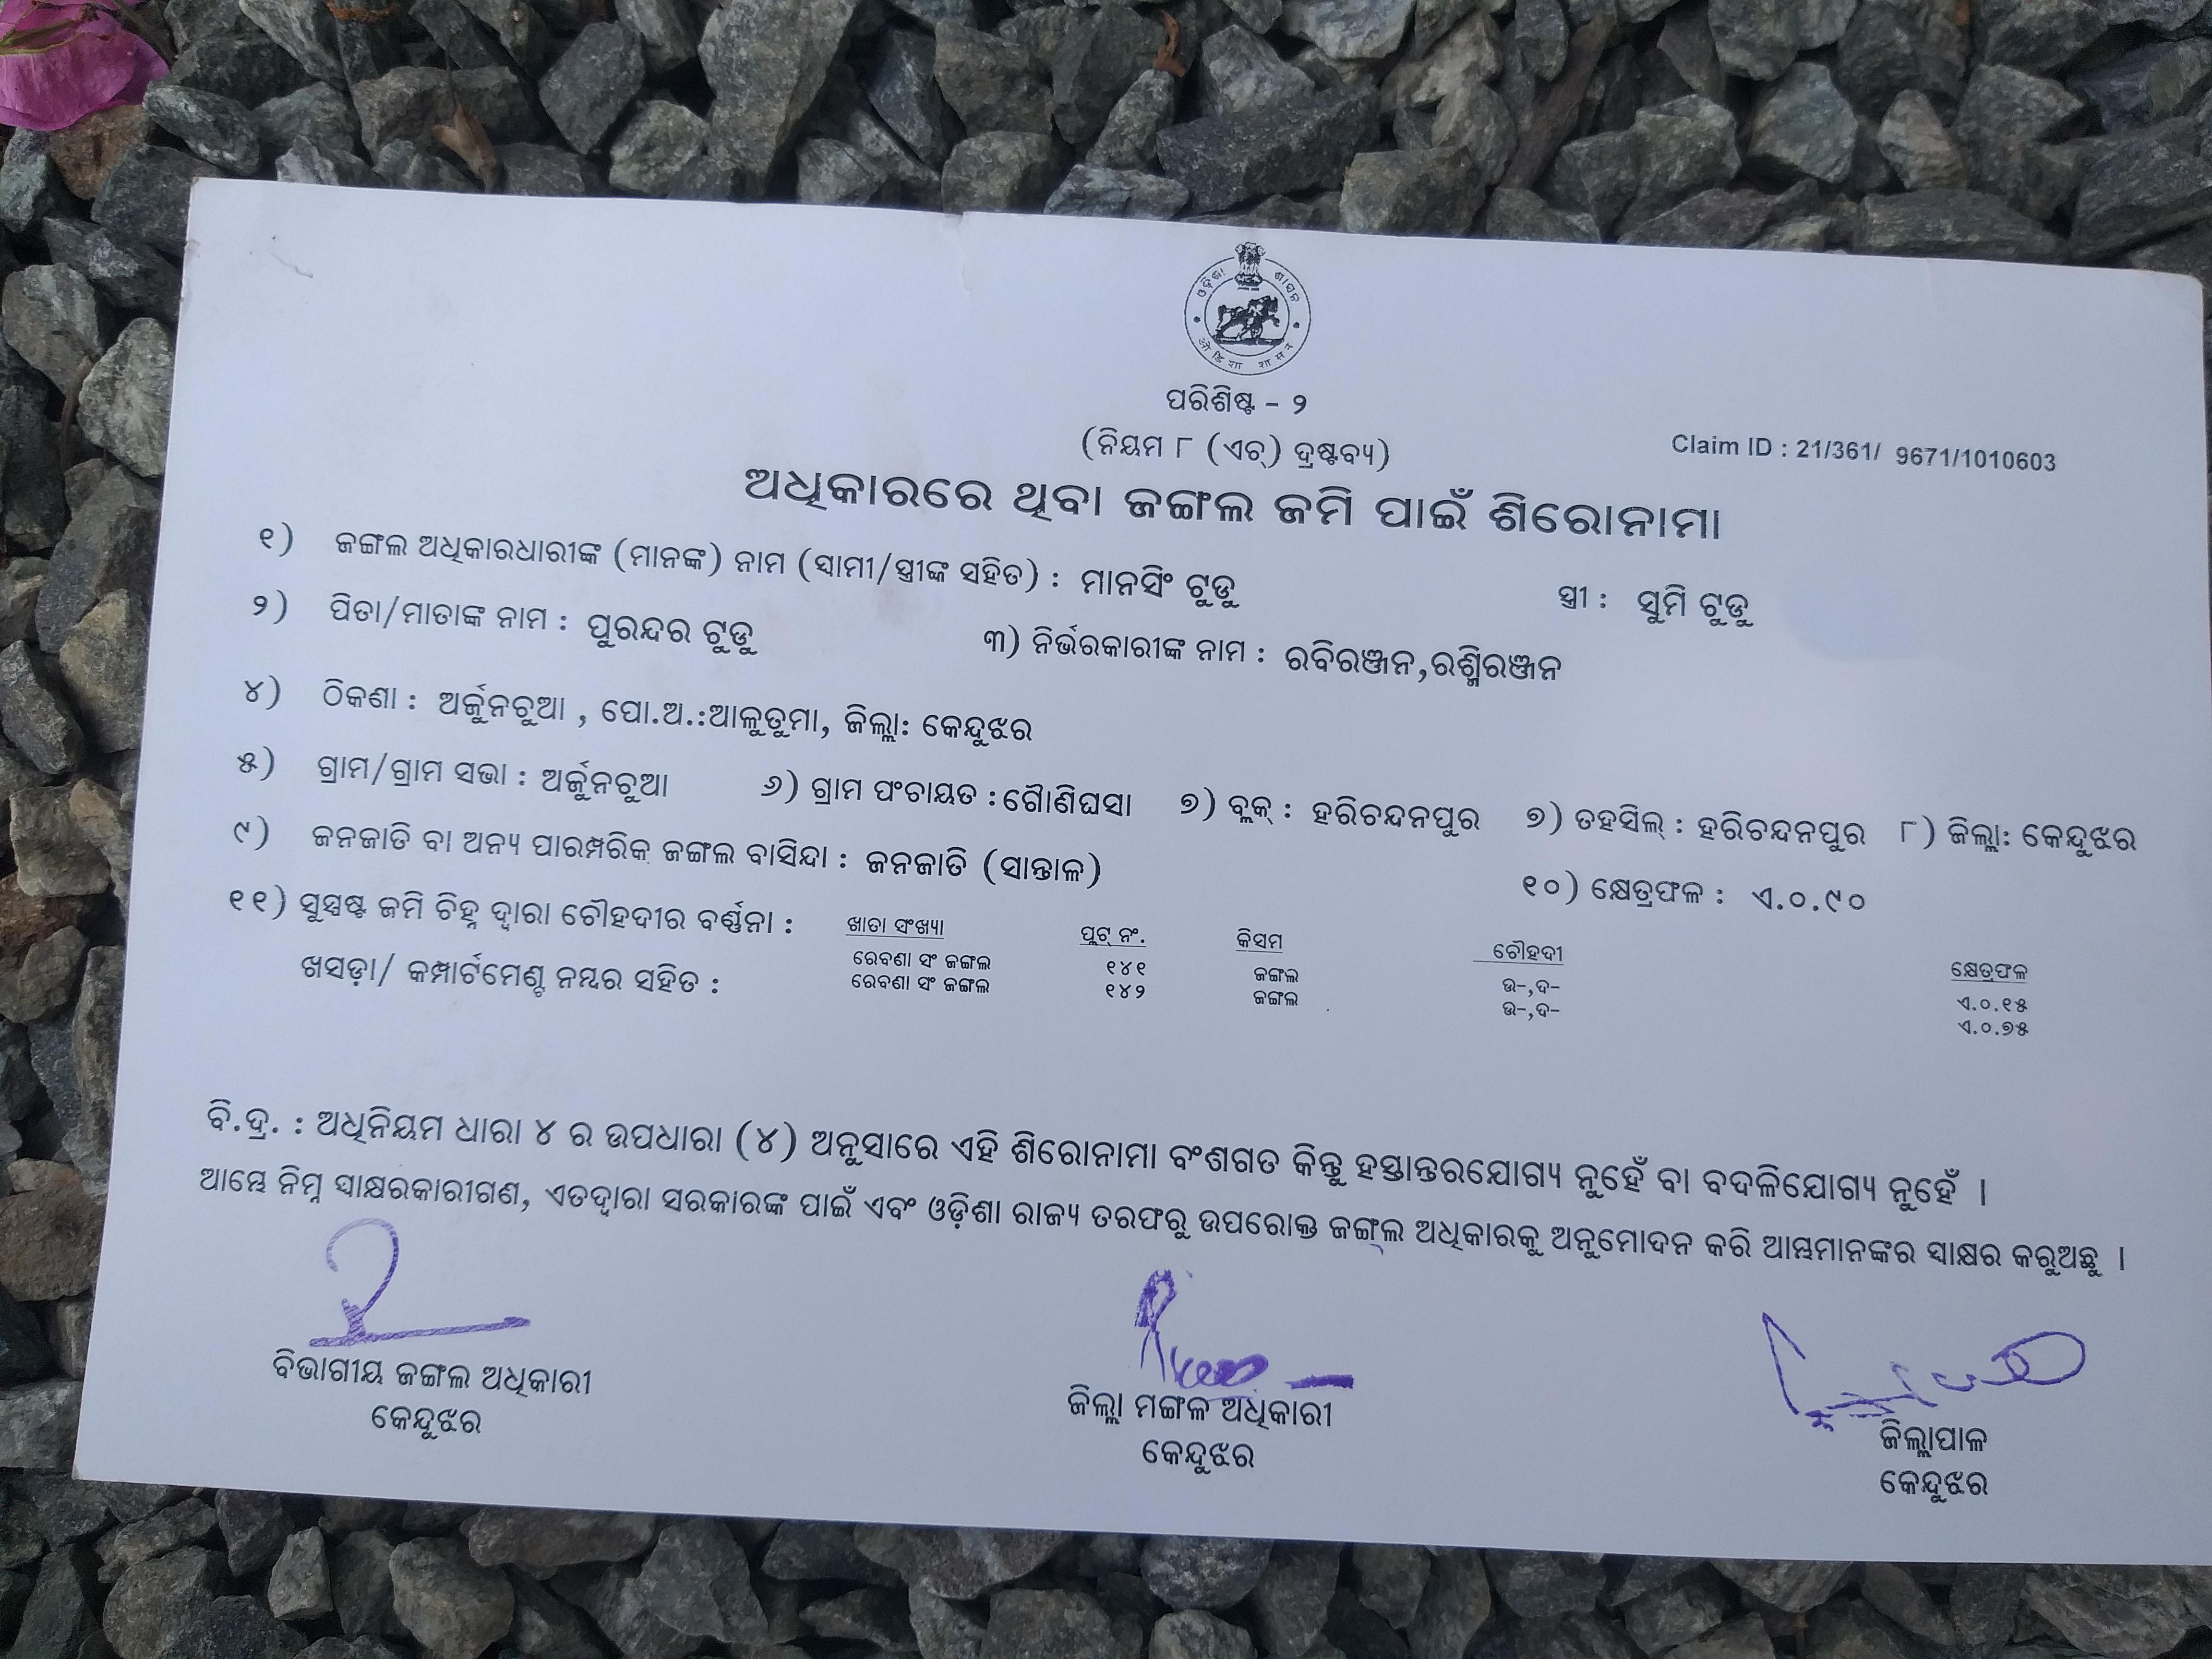 ଓଡ଼ିଶା ଶାସନ
ओडिशा शासन
ପରିଶିଷ୍ଟ - ୨
(ନିୟମ ୮ (ଏଚ୍) ଦ୍ରଷ୍ଟବ୍ୟ)
Claim ID : 21/361/ 9671/1010603
ଅଧିକାରରେ ଥିବା ଜଙ୍ଗଲ ଜମି ପାଇଁ ଶିରୋନାମା
୧) ଜଙ୍ଗଲ ଅଧିକାରଧାରୀଙ୍କ (ମାନଙ୍କ) ନାମ (ସ୍ୱାମୀ/ସ୍ତ୍ରୀଙ୍କ ସହିତ) : ମାନସିଂ ଟୁଡୁ ସ୍ତ୍ରୀ : ସୁମି ଟୁଡୁ
୨) ପିତା/ମାତାଙ୍କ ନାମ : ପୁରନ୍ଦର ଟୁଡୁ ୩) ନିର୍ଭରକାରୀଙ୍କ ନାମ : ରବିରଞ୍ଜନ,ରଶ୍ମିରଞ୍ଜନ
୪) ଠିକଣା : ଅର୍ଜୁନଚୁଆ , ପୋ.ଅ.:ଆଳୁତୁମା, ଜିଲ୍ଲା: କେନ୍ଦୁଝର
୫) ଗ୍ରାମ/ଗ୍ରାମ ସଭା : ଅର୍ଜୁନଚୁଆ ୬) ଗ୍ରାମ ପଂଚାୟତ : ଗୌଣିଘସା ୭) ବ୍ଲକ୍ : ହରିଚନ୍ଦନପୁର ୭) ତହସିଲ୍ : ହରିଚନ୍ଦନପୁର ୮) ଜିଲ୍ଲା: କେନ୍ଦୁଝର
୯) ଜନଜାତି ବା ଅନ୍ୟ ପାରମ୍ପରିକ ଜଙ୍ଗଲ ବାସିନ୍ଦା : ଜନଜାତି (ସାନ୍ତାଳ) ୧୦) କ୍ଷେତ୍ରଫଳ : ଏ.୦.୯୦
୧୧) ସୁସ୍ପଷ୍ଟ ଜମି ଚିହ୍ନ ଦ୍ୱାରା ଚୌହଦୀର ବର୍ଣ୍ଣନା :
ଖସଡ଼ା/ କମ୍ପାର୍ଟମେଣ୍ଟ ନମ୍ବର ସହିତ :
ଖାତା ସଂଖ୍ୟା ପ୍ଲଟ୍ ନଂ. କିସମ ଚୌହଦୀ କ୍ଷେତ୍ରଫଳ
ରେବଣା ସଂ ଜଙ୍ଗଲ ୧୪୧ ଜଙ୍ଗଲ ଉ-,ଦ- ଏ.୦.୧୫
ରେବଣା ସଂ ଜଙ୍ଗଲ ୧୪୨ ଜଙ୍ଗଲ ଉ-,ଦ- ଏ.୦.୭୫
ବି.ଦ୍ର. : ଅଧିନିୟମ ଧାରା ୪ ର ଉପଧାରା (୪) ଅନୁସାରେ ଏହି ଶିରୋନାମା ବଂଶଗତ କିନ୍ତୁ ହସ୍ତାନ୍ତରଯୋଗ୍ୟ ନୁହେଁ ବା ବଦଳିଯୋଗ୍ୟ ନୁହେଁ ।
ଆମ୍ଭେ ନିମ୍ନ ସ୍ୱାକ୍ଷରକାରୀଗଣ, ଏତଦ୍ୱାରା ସରକାରଙ୍କ ପାଇଁ ଏବଂ ଓଡ଼ିଶା ରାଜ୍ୟ ତରଫରୁ ଉପରୋକ୍ତ ଜଙ୍ଗ୍ଲ ଅଧିକାରକୁ ଅନୁମୋଦନ କରି ଆମ୍ଭମାନଙ୍କର ସ୍ୱାକ୍ଷର କରୁଅଛୁ ।
ବିଭାଗୀୟ ଜଙ୍ଗଲ ଅଧିକାରୀ
କେନ୍ଦୁଝର
ଜିଲ୍ଲା ମଙ୍ଗଳ ଅଧିକାରୀ
କେନ୍ଦୁଝର
ଜିଲ୍ଲାପାଳ
କେନ୍ଦୁଝର